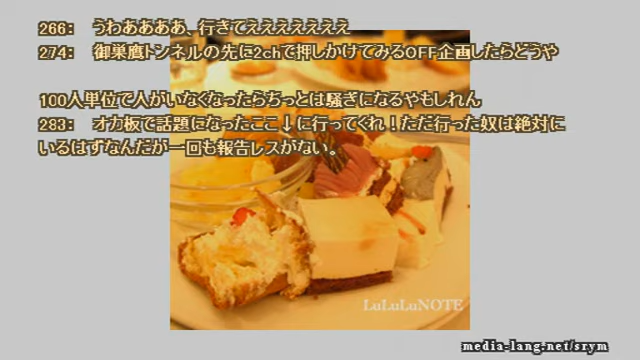 266： うわああああ、行きてえええええええ
274： 御巣鷹トンネルの先に2chで押しかけてみるOFF企画したらどうや
100人単位で人がいなくなったらちっとは騒ぎになるやもしれん
283： オカ板で話題になったここ↓に行ってくれ！ただ行った奴は絶対に
いるはずなんだが一回も報告レスがない。
LuLuLuNOTE
media-lang-net/srym